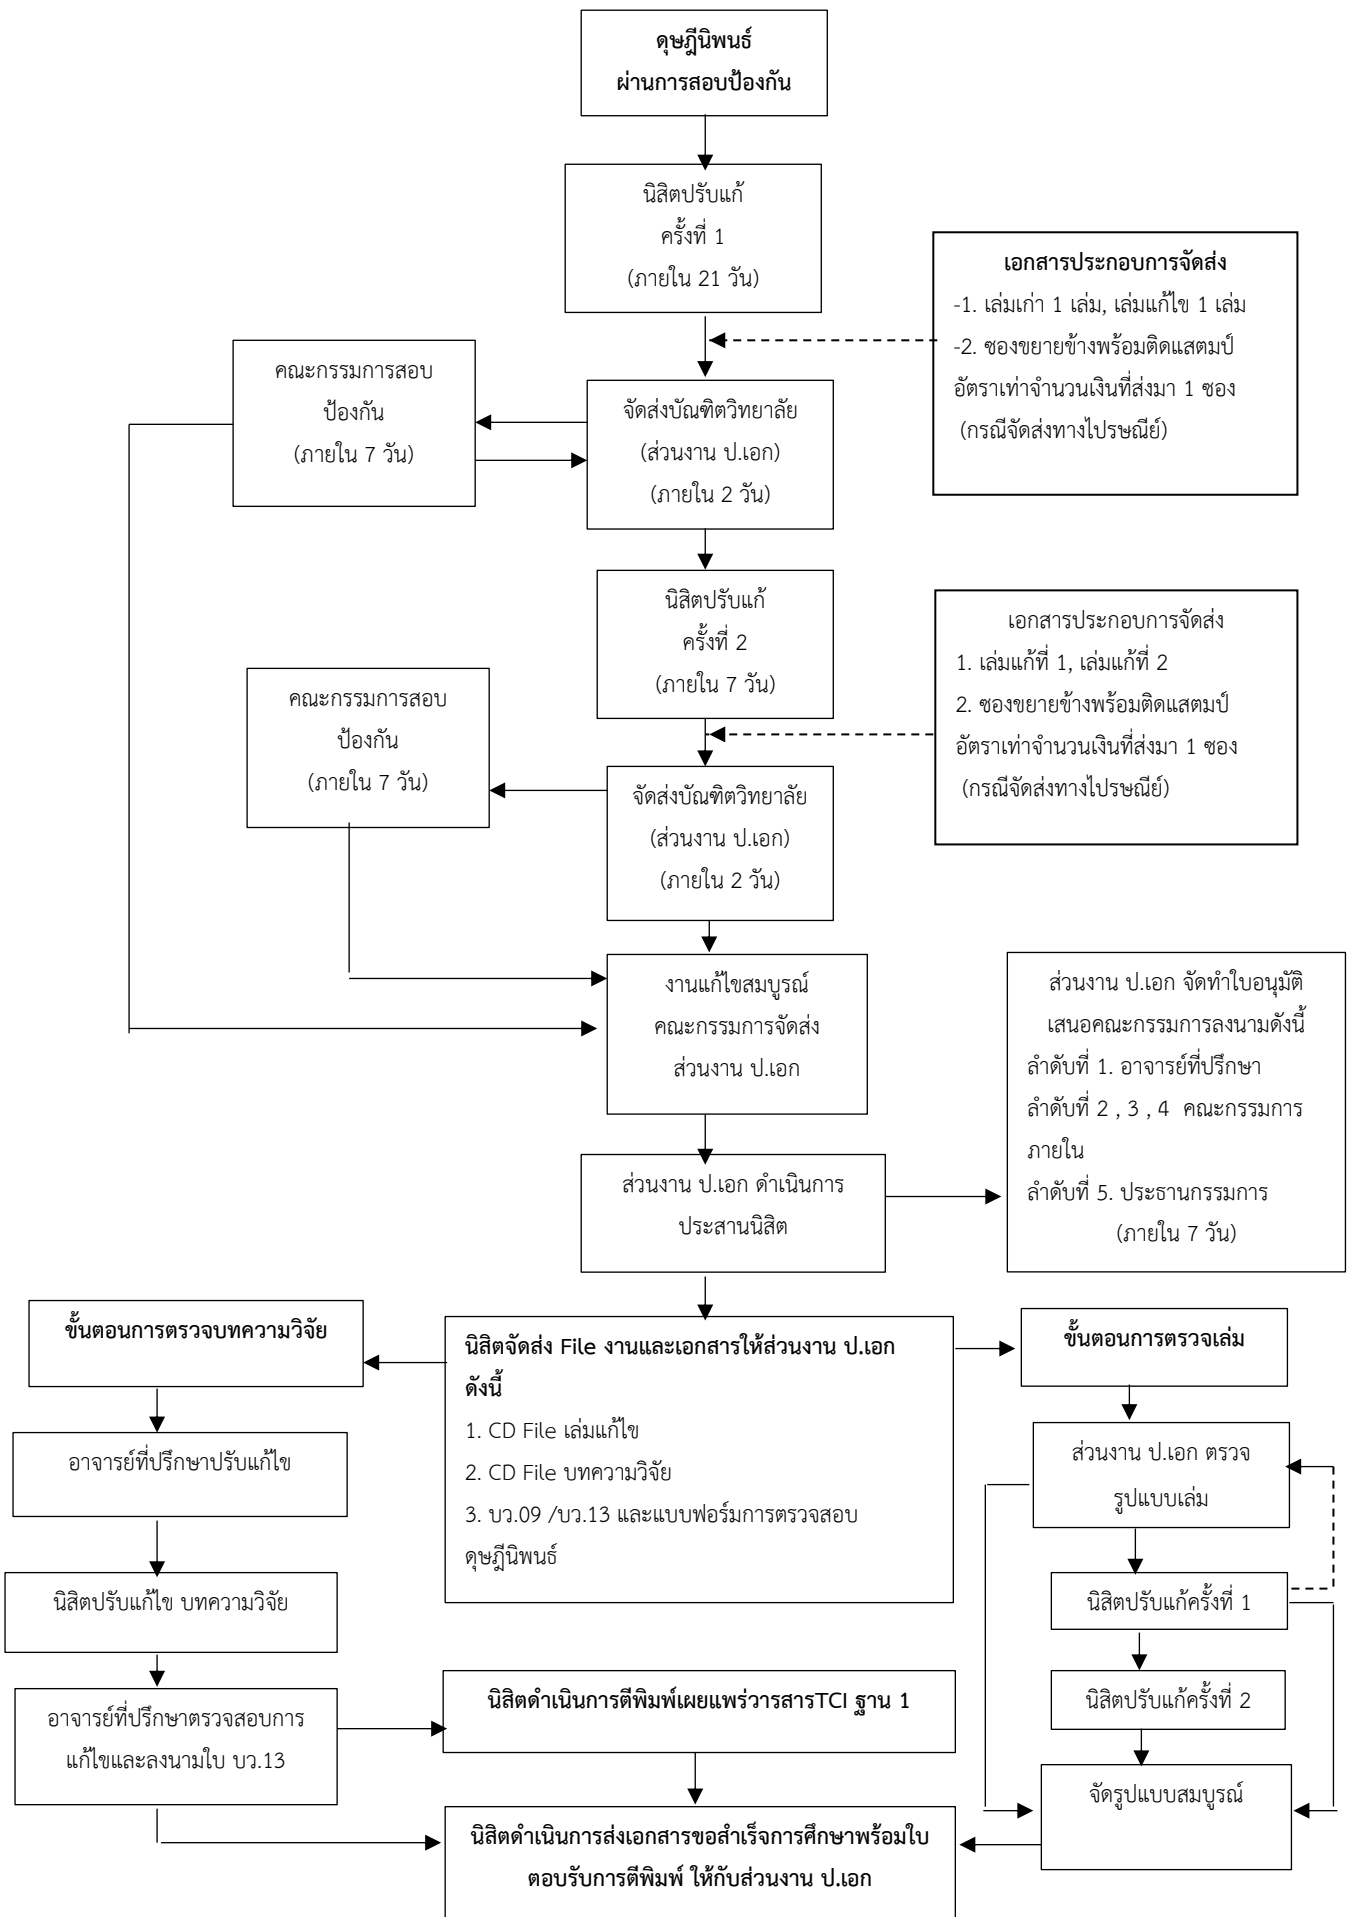 ดุษฎีนิพนธ์
ผ่านการสอบป้องกัน
นิสิตปรับแก้
ครั้งที่ 1
(ภายใน 21 วัน)
เอกสารประกอบการจัดส่ง
-1. เล่มเก่า 1 เล่ม, เล่มแก้ไข 1 เล่ม
-2. ซองขยายข้างพร้อมติดแสตมป์
อัตราเท่าจำนวนเงินที่ส่งมา 1 ซอง
(กรณีจัดส่งทางไปรษณีย์)
คณะกรรมการสอบ
ป้องกัน
(ภายใน 7 วัน)
จัดส่งบัณฑิตวิทยาลัย
(ส่วนงาน ป.เอก)
(ภายใน 2 วัน)
นิสิตปรับแก้
ครั้งที่ 2
(ภายใน 7 วัน)
เอกสารประกอบการจัดส่ง
1. เล่มแก้ที่ 1, เล่มแก้ที่ 2
2. ซองขยายข้างพร้อมติดแสตมป์
อัตราเท่าจำนวนเงินที่ส่งมา 1 ซอง
(กรณีจัดส่งทางไปรษณีย์)
คณะกรรมการสอบ
ป้องกัน
(ภายใน 7 วัน)
จัดส่งบัณฑิตวิทยาลัย
(ส่วนงาน ป.เอก)
(ภายใน 2 วัน)
งานแก้ไขสมบูรณ์
คณะกรรมการจัดส่ง
ส่วนงาน ป.เอก
ส่วนงาน ป.เอก จัดทำใบอนุมัติ
เสนอคณะกรรมการลงนามดังนี้
ลำดับที่ 1. อาจารย์ที่ปรึกษา
ลำดับที่ 2 , 3 , 4 คณะกรรมการ
ภายใน
ลำดับที่ 5. ประธานกรรมการ
(ภายใน 7 วัน)
ส่วนงาน ป.เอก ดำเนินการ
ประสานนิสิต
ขั้นตอนการตรวจบทความวิจัย
นิสิตจัดส่ง File งานและเอกสารให้ส่วนงาน ป.เอก
ดังนี้
1. CD File เล่มแก้ไข
2. CD File บทความวิจัย
3. บว.09 /บว.13 และแบบฟอร์มการตรวจสอบ
ดุษฎีนิพนธ์
ขั้นตอนการตรวจเล่ม
อาจารย์ที่ปรึกษาปรับแก้ไข
ส่วนงาน ป.เอก ตรวจ
รูปแบบเล่ม
นิสิตปรับแก้ไข บทความวิจัย
นิสิตปรับแก้ครั้งที่ 1
อาจารย์ที่ปรึกษาตรวจสอบการ
แก้ไขและลงนามใบ บว.13
นิสิตดำเนินการตีพิมพ์เผยแพร่วารสารTCI ฐาน 1
นิสิตปรับแก้ครั้งที่ 2
จัดรูปแบบสมบูรณ์
นิสิตดำเนินการส่งเอกสารขอสำเร็จการศึกษาพร้อมใบ
ตอบรับการตีพิมพ์ ให้กับส่วนงาน ป.เอก